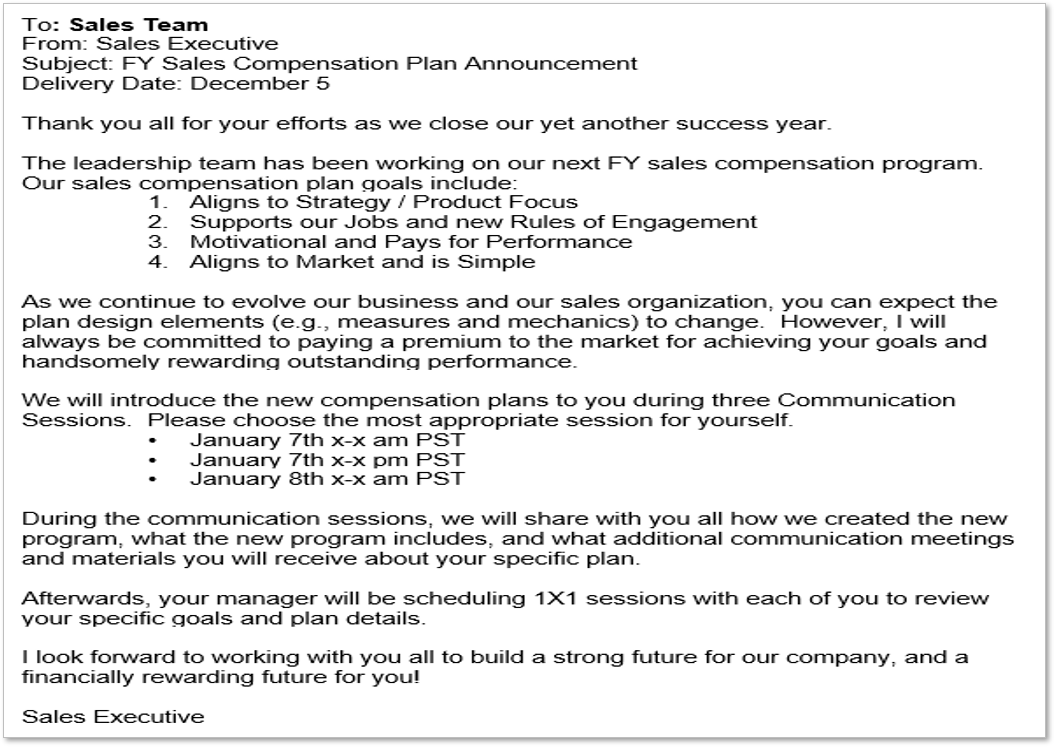 To: Sales Team
From: Sales Executive
Subject: FY Sales Compensation Plan Announcement
Delivery Date: December 5
Thank you all for your efforts as we close our yet another success year.
The leadership team has been working on our next FY sales compensation program.
Our sales compensation plan goals include:
1. Aligns to Strategy / Product Focus
2. Supports our Jobs and new Rules of Engagement
3. Motivational and Pays for Performance
4. Aligns to Market and is Simple
As we continue to evolve our business and our sales organization, you can expect the
plan design elements (e.g., measures and mechanics) to change. However, I will
always be committed to paying a premium to the market for achieving your goals and
handsomely rewarding outstanding performance.
We will introduce the new compensation plans to you during three Communication
Sessions. Please choose the most appropriate session for yourself.
• January 7th x-x am PST
• January 7th x-x pm PST
• January 8th x-x am PST
During the communication sessions, we will share with you all how we created the new
program, what the new program includes, and what additional communication meetings
and materials you will receive about your specific plan.
Afterwards, your manager will be scheduling 1X1 sessions with each of you to review
your specific goals and plan details.
I look forward to working with you all to build a strong future for our company, and a
financially rewarding future for you!
Sales Executive